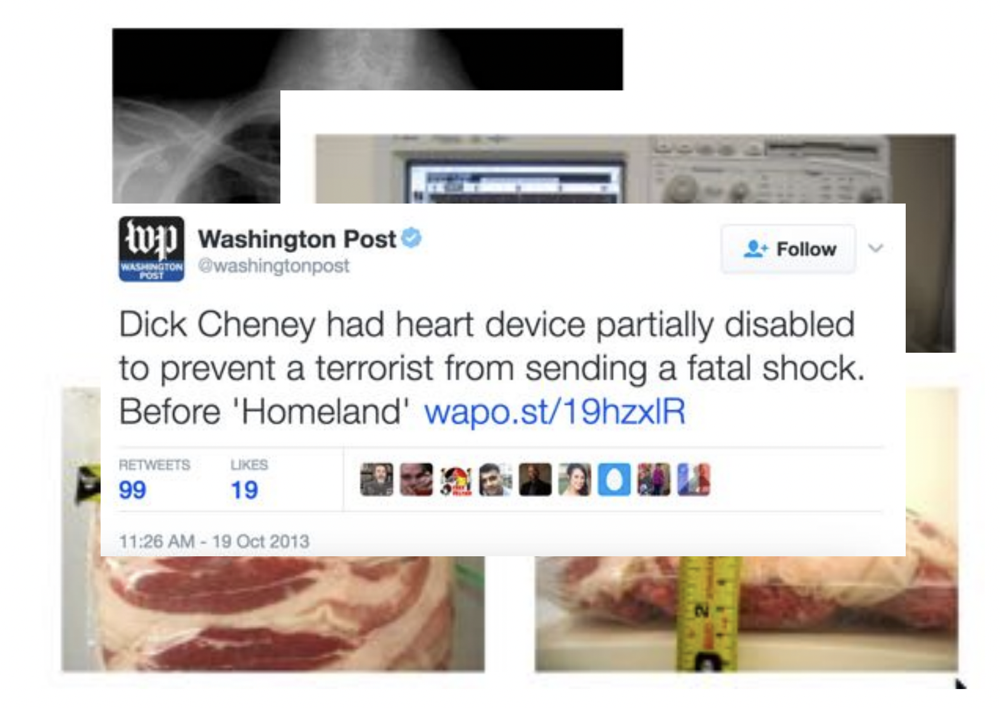 Washington Post
@washingtonpost
Follow
wp
WASHINGTON
POST
Dick Cheney had heart device partially disabled
to prevent a terrorist from sending a fatal shock.
Before 'Homeland' wapo.st/19hzxlR
RETWEETS
LIKES
99
19
11:26 AM - 19 Oct 2013
2